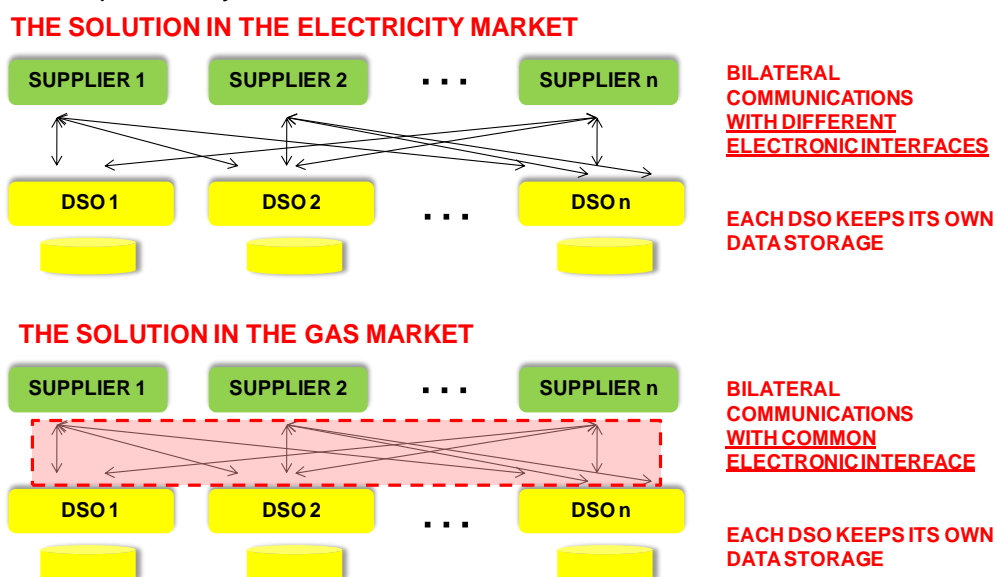 THE SOLUTION IN THE ELECTRICITY MARKET
SUPPLIER 1
SUPPLIER 2
...
SUPPLIER n
BILATERAL
COMMUNICATIONS
WITH DIFFERENT
ELECTRONIC INTERFACES
DSO 1
DSO 2
...
DSO n
EACH DSO KEEPS ITS OWN
DATA STORAGE
THE SOLUTION IN THE GAS MARKET
SUPPLIER 1
SUPPLIER 2
...
SUPPLIER n
BILATERAL
COMMUNICATIONS
WITH COMMON
ELECTRONIC INTERFACE
DSO 1
DSO 2
...
DSO n
EACH DSO KEEPS ITS OWN
DATA STORAGE